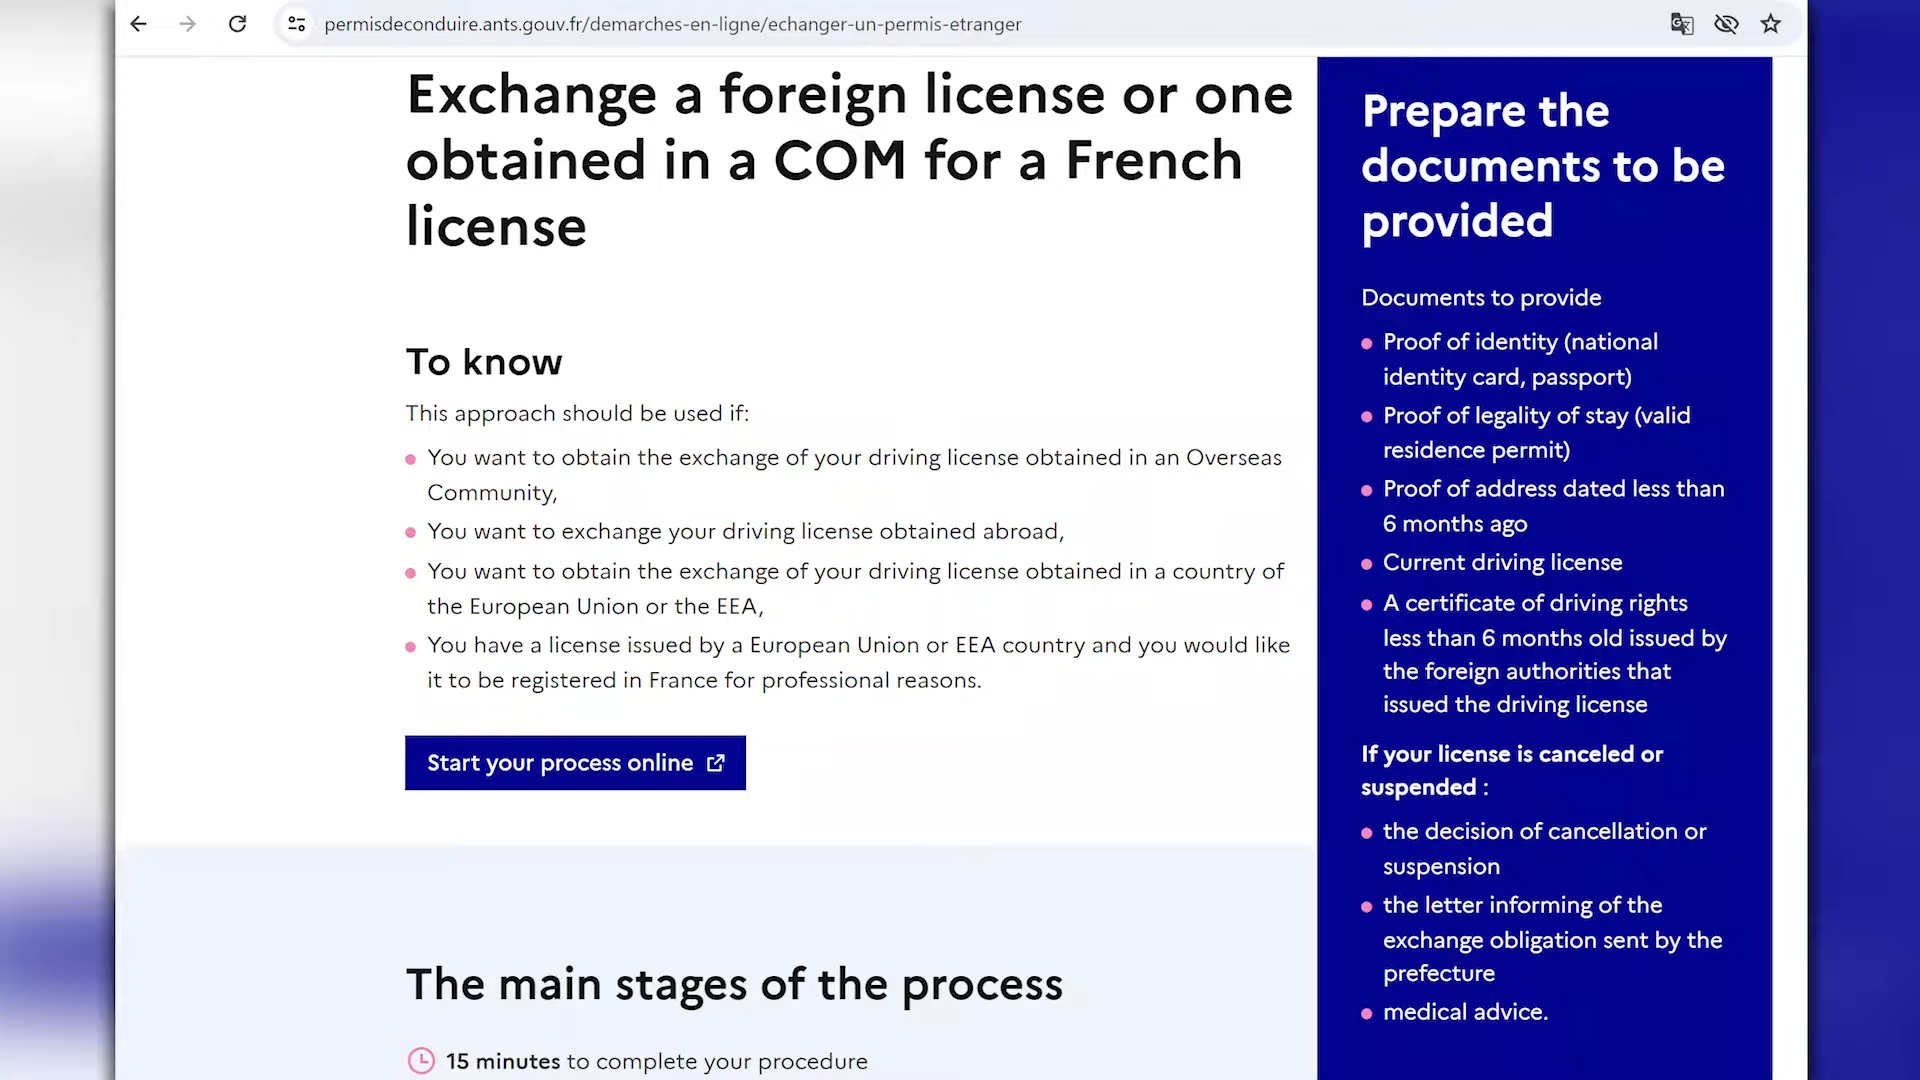 permisdeconduire.ants.gouv.fr/demarches-en-ligne/echanger-un-permis-etranger
Exchange a foreign license or one
obtained in a COM for a French
license
To know
This approach should be used if:
You want to obtain the exchange of your driving license obtained in an Overseas
Community,
You want to exchange your driving license obtained abroad,
You want to obtain the exchange of your driving license obtained in a country of
the European Union or the EEA,
You have a license issued by a European Union or EEA country and you would like
it to be registered in France for professional reasons.
Start your process online
The main stages of the process
15 minutes to complete your procedure
Prepare the
documents to be
provided
Documents to provide
Proof of identity (national
identity card, passport)
Proof of legality of stay (valid
residence permit)
Proof of address dated less than
6 months ago
Current driving license
A certificate of driving rights
less than 6 months old issued by
the foreign authorities that
issued the driving license
If your license is canceled or
suspended :
the decision of cancellation or
suspension
the letter informing of the
exchange obligation sent by the
prefecture
medical advice.